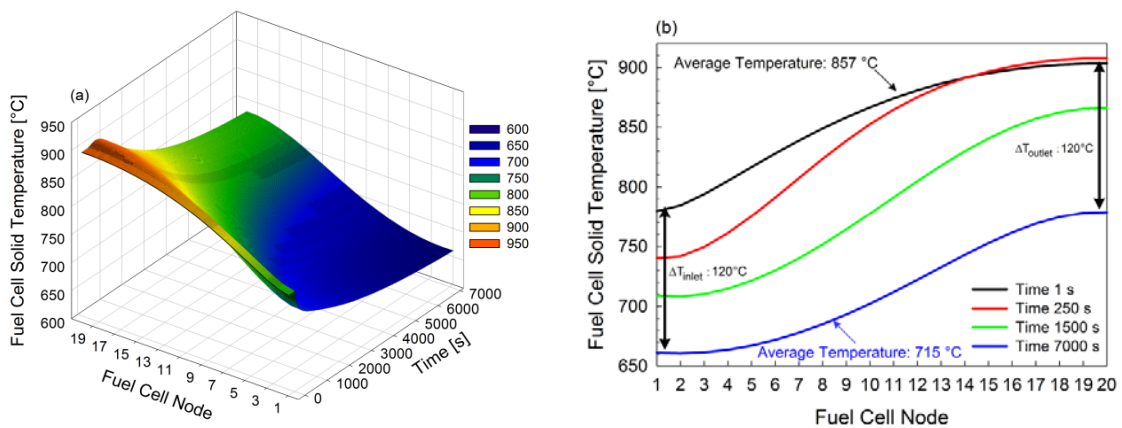 (a)
Fuel Cell Solid Temperature [°C]
950
900
850
800
750
700
650
600
19 17 15 13 11 9 7 5 3 1
Fuel Cell Node
0 1000 2000 3000 4000 5000 6000 7000
Time [s]
600
650
700
750
800
850
900
950
(b)
Fuel Cell Solid Temperature [°C]
900
850
800
750
700
650
Average Temperature: 857 °C
ΔToutlet : 120°C
ΔTinlet : 120°C
Average Temperature: 715 °C
Time 1 s
Time 250 s
Time 1500 s
Time 7000 s
1 2 3 4 5 6 7 8 9 10 11 12 13 14 15 16 17 18 19 20
Fuel Cell Node